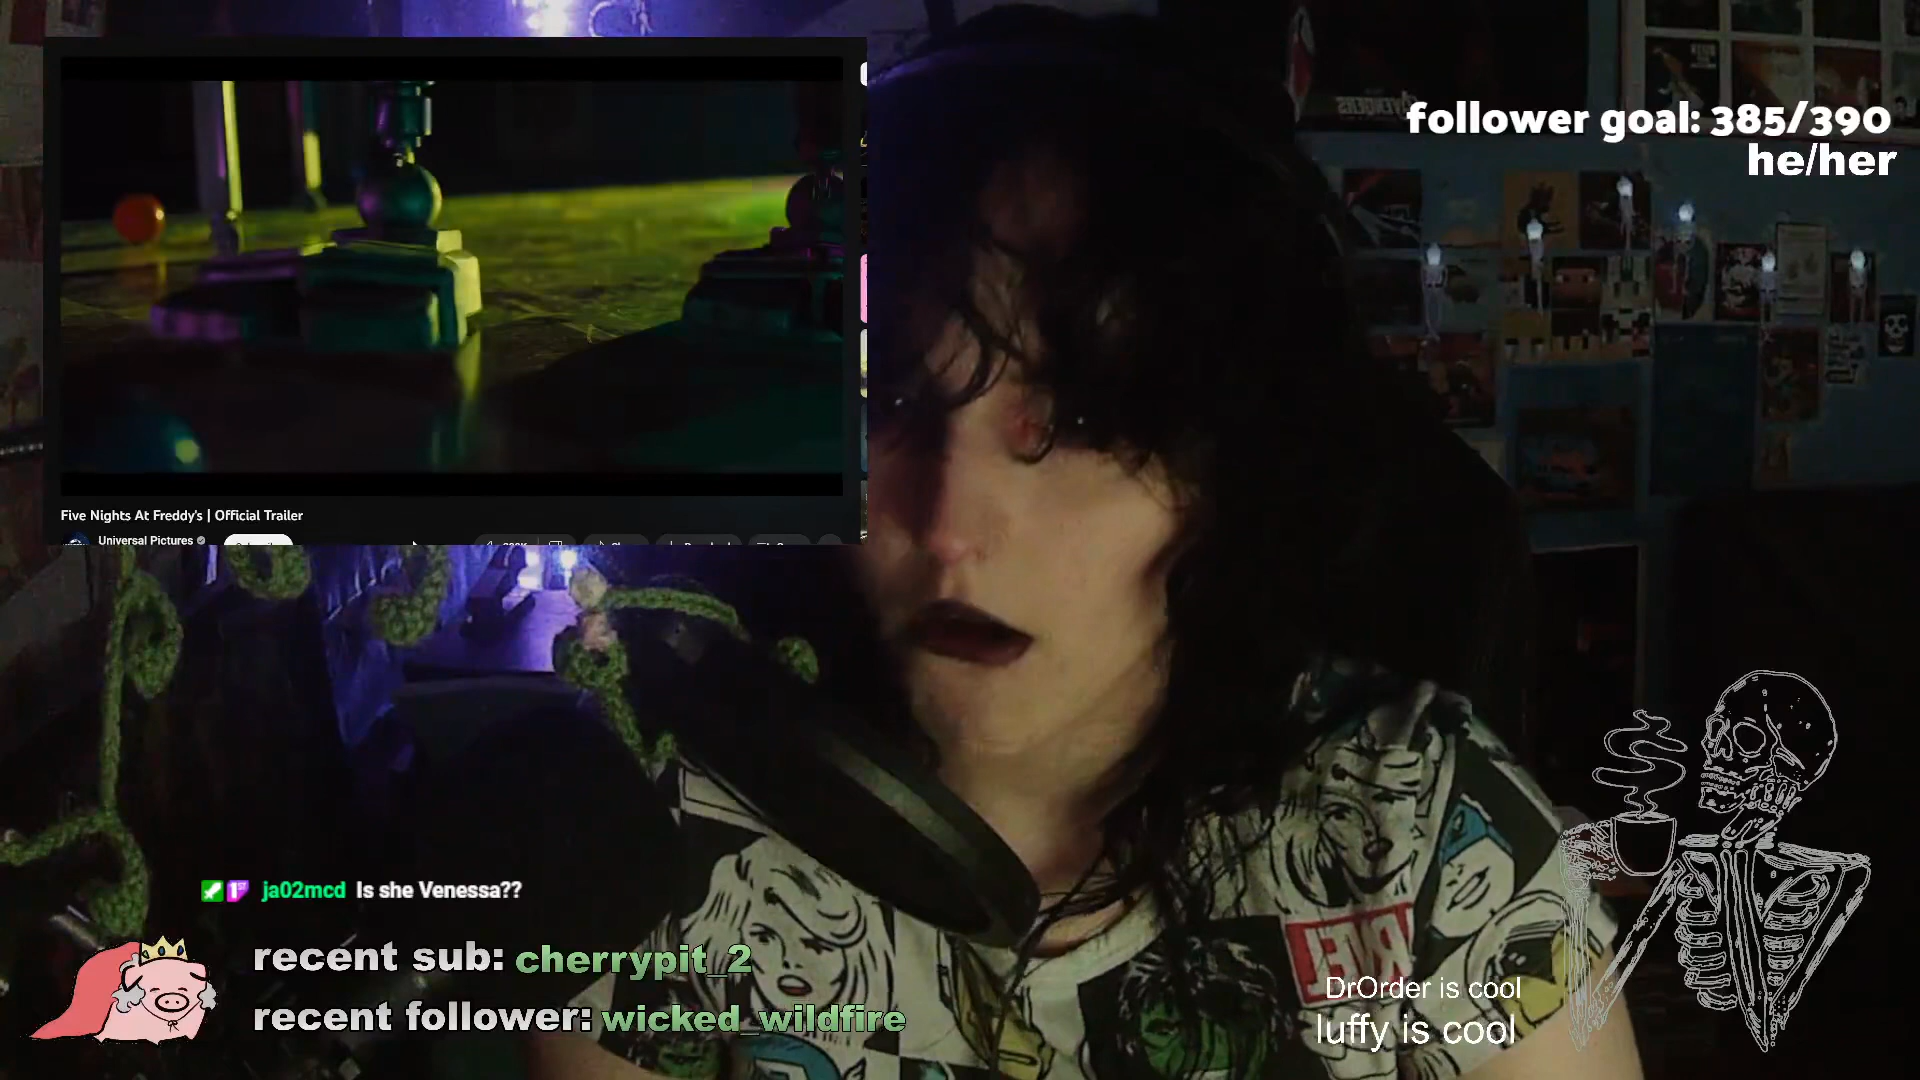 follower goal: 385/390
he/her
Five Nights At Freddy's | Official Trailer
Universal Pictures
ja02mcd Is she Venessa??
recent sub: cherrypit_2
recent follower: wicked_wildfire
DrOrder is cool
luffy is cool